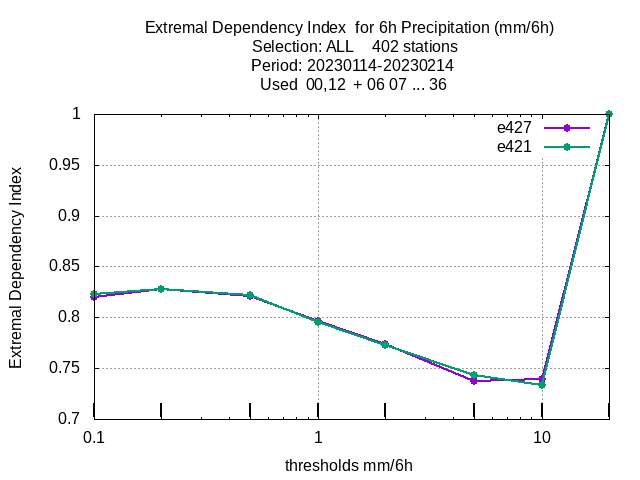 Extremal Dependency Index  for 6h Precipitation (mm/6h)
Selection: ALL    402 stations
Period: 20230114-20230214
Used  00,12  + 06 07 ... 36
e427
e421
1
0.95
0.9
0.85
0.8
0.75
0.7
Extremal Dependency Index
0.1
1
10
thresholds mm/6h